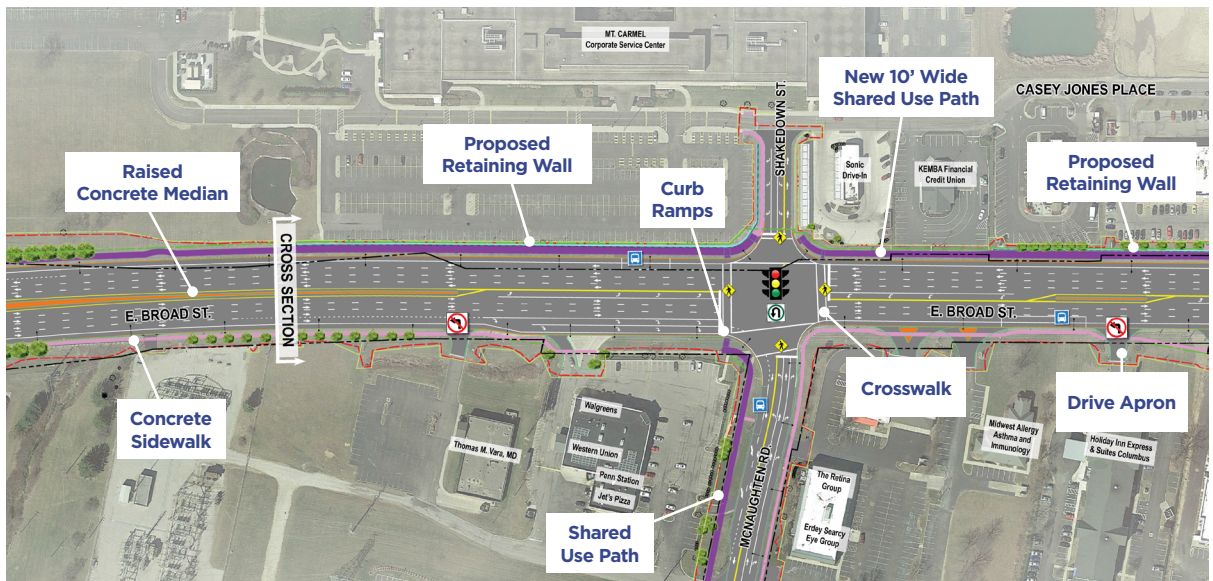 MT. CARMEL
Corporate Service Center
SHAKEDOWN ST.
New 10' Wide
Shared Use Path
CASEY JONES PLACE
Raised
Concrete Median
Proposed
Retaining Wall
Curb
Ramps
Sonic
Drive-In
KEMBA Financial
Credit Union
Proposed
Retaining Wall
CROSS SECTION
E. BROAD ST.
E. BROAD ST.
Concrete
Sidewalk
Crosswalk
Drive Apron
Thomas M. Vara, MD
Walgreens
Western Union
Penn Station
Jet's Pizza
Midwest Allergy
Asthma and
Immunology
Holiday Inn Express
& Suites Columbus
MCNAUGHTEN RD
The Retina
Group
Erdey Searcy
Eye Group
Shared
Use Path